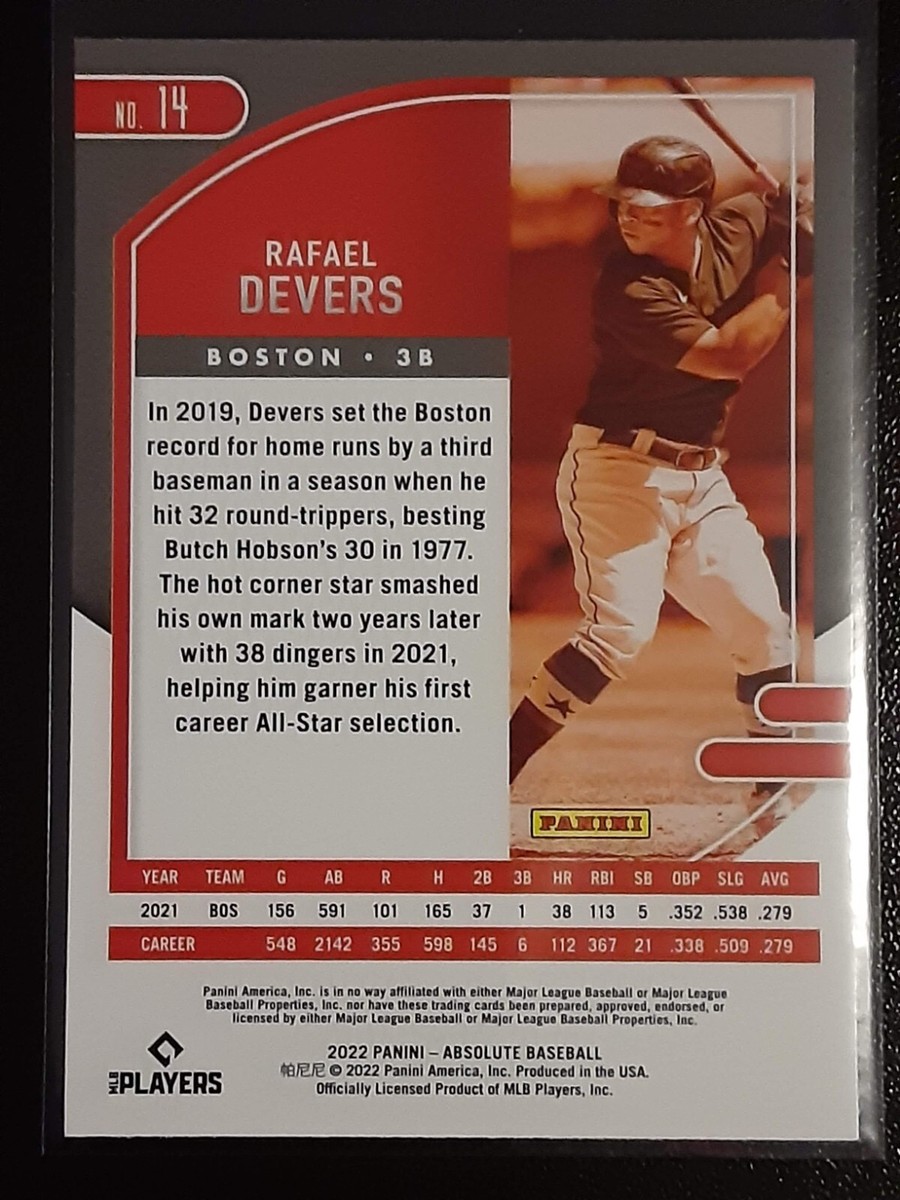 NO. 14
RAFAEL
DEVERS
BOSTON • 3B
In 2019, Devers set the Boston
record for home runs by a third
baseman in a season when he
hit 32 round-trippers, besting
Butch Hobson's 30 in 1977.
The hot corner star smashed
his own mark two years later
with 38 dingers in 2021,
helping him garner his first
career All-Star selection.
PANINI
YEAR TEAM G AB R H 2B 3B HR RBI SB OBP SLG AVG
2021 BOS 156 591 101 165 37 1 38 113 5 .352 .538 .279
CAREER 548 2142 355 598 145 6 112 367 21 .338 .509 .279
Panini America, Inc. is in no way affiliated with either Major League Baseball or Major League
Baseball Properties, Inc. nor have these trading cards been prepared, approved, endorsed, or
licensed by either Major League Baseball or Major League Baseball Properties, Inc.
MLB PLAYERS
2022 PANINI – ABSOLUTE BASEBALL
帕尼尼 © 2022 Panini America, Inc. Produced in the USA.
Officially Licensed Product of MLB Players, Inc.